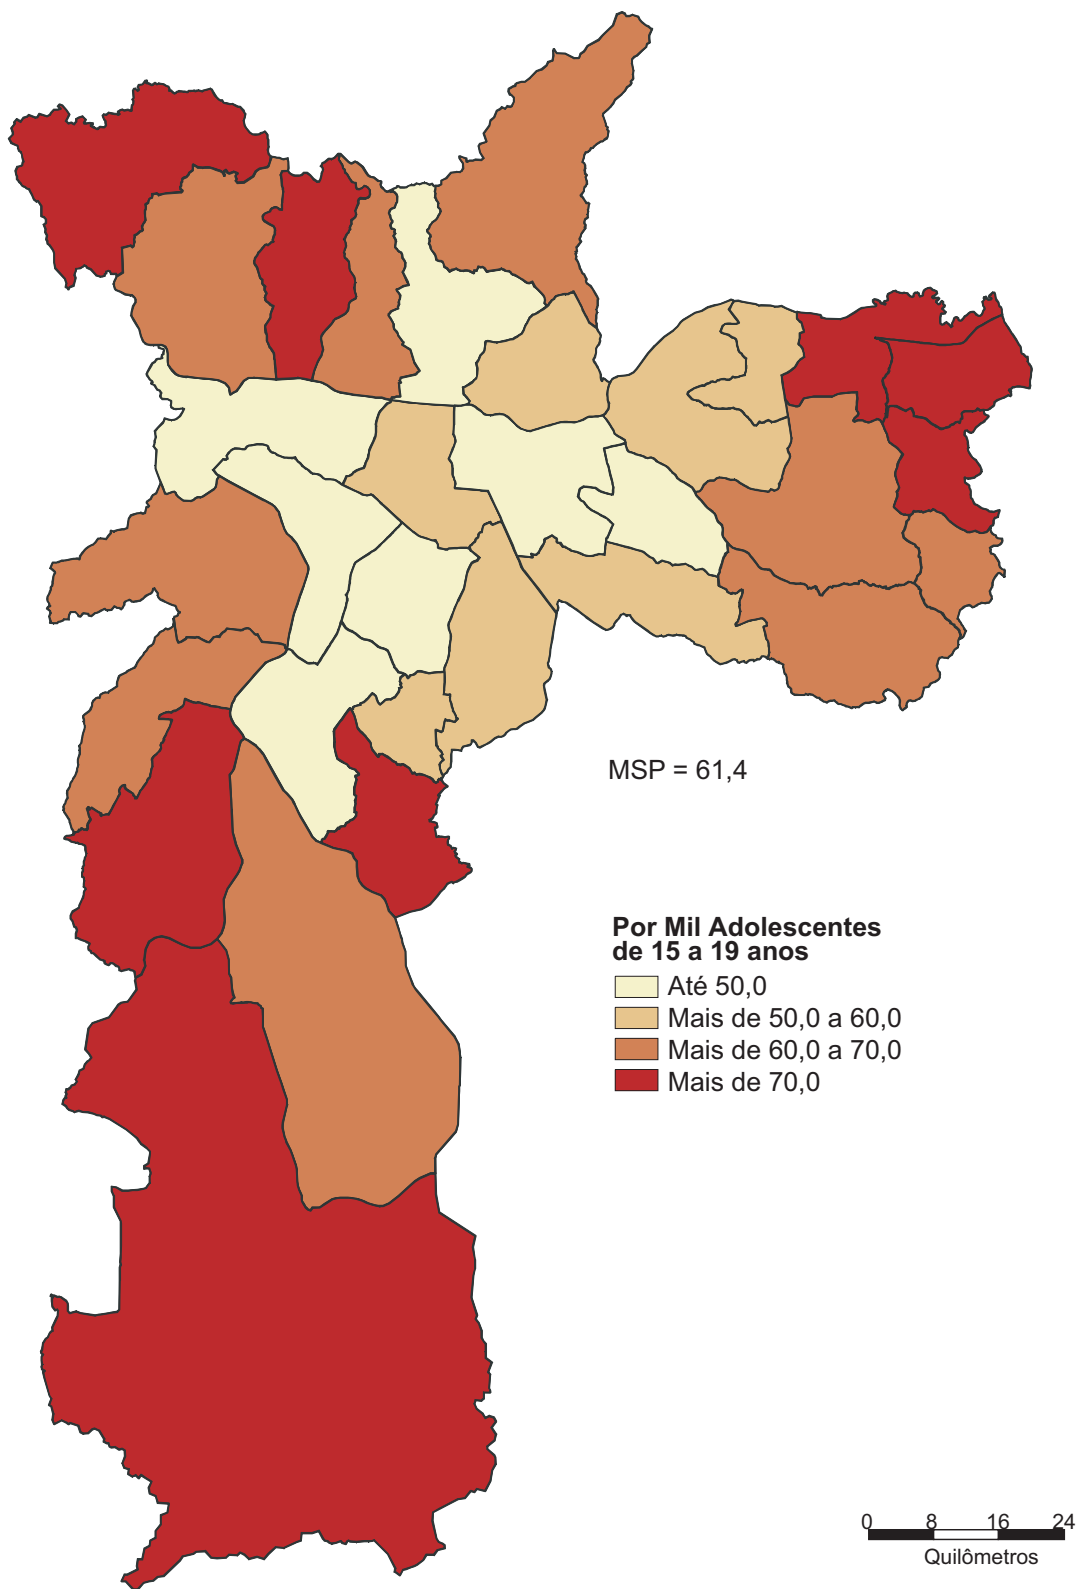 MSP = 61,4
Por Mil Adolescentes
de 15 a 19 anos
Até 50,0
Mais de 50,0 a 60,0
Mais de 60,0 a 70,0
Mais de 70,0
0 8 16 24
Quilômetros